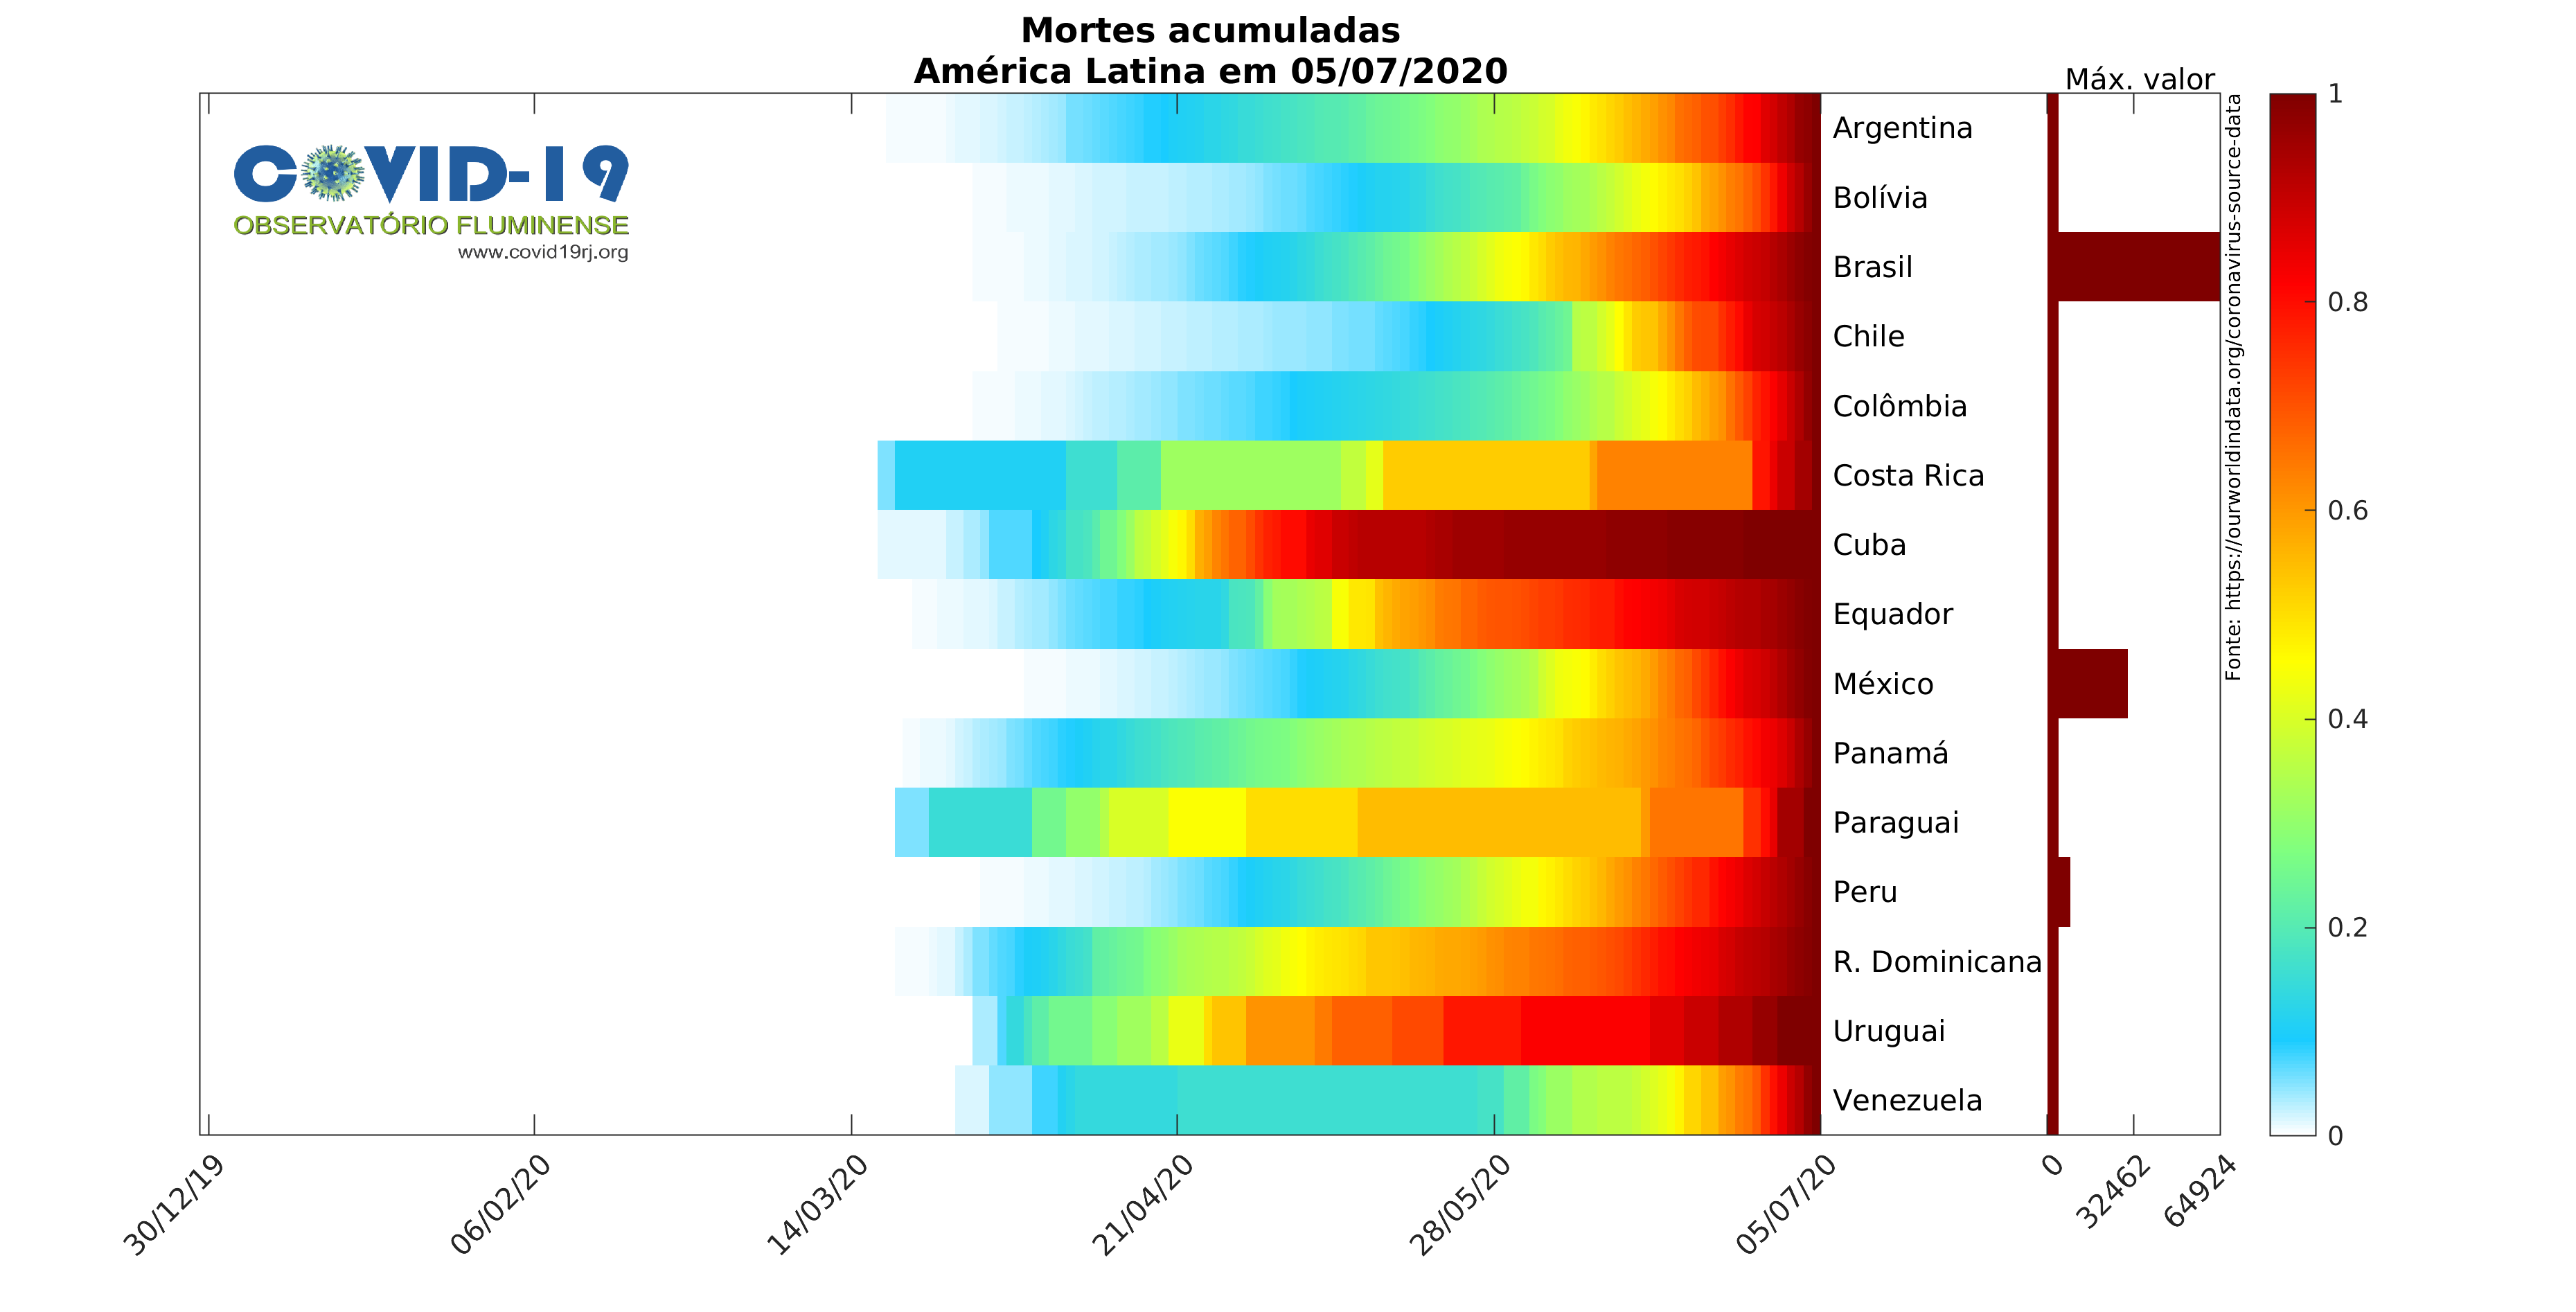 Mortes acumuladas
América Latina em 05/07/2020
COVID-19
OBSERVATÓRIO FLUMINENSE
www.covid19rj.org
Argentina
Bolívia
Brasil
Chile
Colômbia
Costa Rica
Cuba
Equador
México
Panamá
Paraguai
Peru
R. Dominicana
Uruguai
Venezuela
30/12/19
06/02/20
14/03/20
21/04/20
28/05/20
05/07/20
Máx. valor
0
32462
64924
Fonte: https://ourworldindata.org/coronavirus-source-data
1
0.8
0.6
0.4
0.2
0